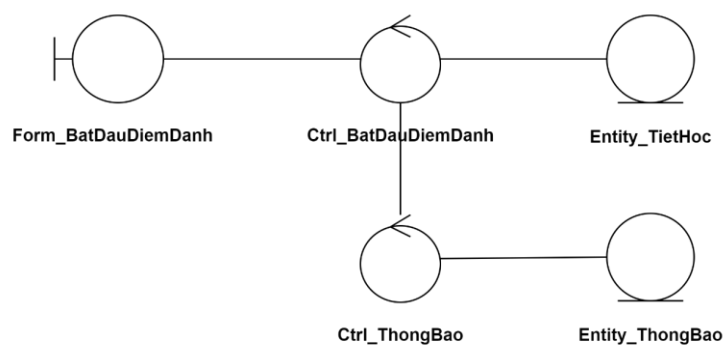 Form_BatDauDiemDanh
Ctrl_BatDauDiemDanh
Entity_TietHoc
Ctrl_ThongBao
Entity_ThongBao